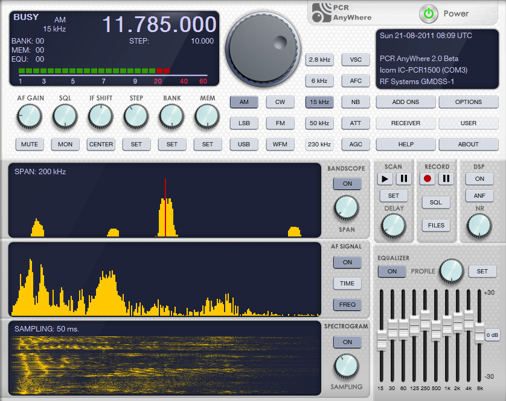 BUSY AM 11.785.000
15 kHz
BANK: 00 STEP: 10.000
MEM: 00
EQU: 00
1 3 5 7 9 20 40 60
PCR
AnyWhere
Power
Sun 21-08-2011 08:09 UTC
PCR AnyWhere 2.0 Beta
Icom IC-PCR1500 (COM3)
RF Systems GMDSS-1
AF GAIN SQL IF SHIFT STEP BANK MEM
MUTE MON CENTER SET SET SET
2.8 kHz VSC
6 kHz AFC
AM CW 15 kHz NB ADD ONS OPTIONS
LSB FM 50 kHz ATT RECEIVER USER
USB WFM 230 kHz AGC HELP ABOUT
SPAN: 200 kHz
BANDSCOPE
ON
SPAN
SCAN RECORD DSP
ON
SET SQL ANF
DELAY FILES NR
AF SIGNAL
ON
TIME
FREQ
EQUALIZER
ON PROFILE SET
+30
0 dB
-30
15 30 60 125 250 500 1K 2K 4K 8K
SAMPLING: 50 ms.
SPECTROGRAM
ON
SAMPLING